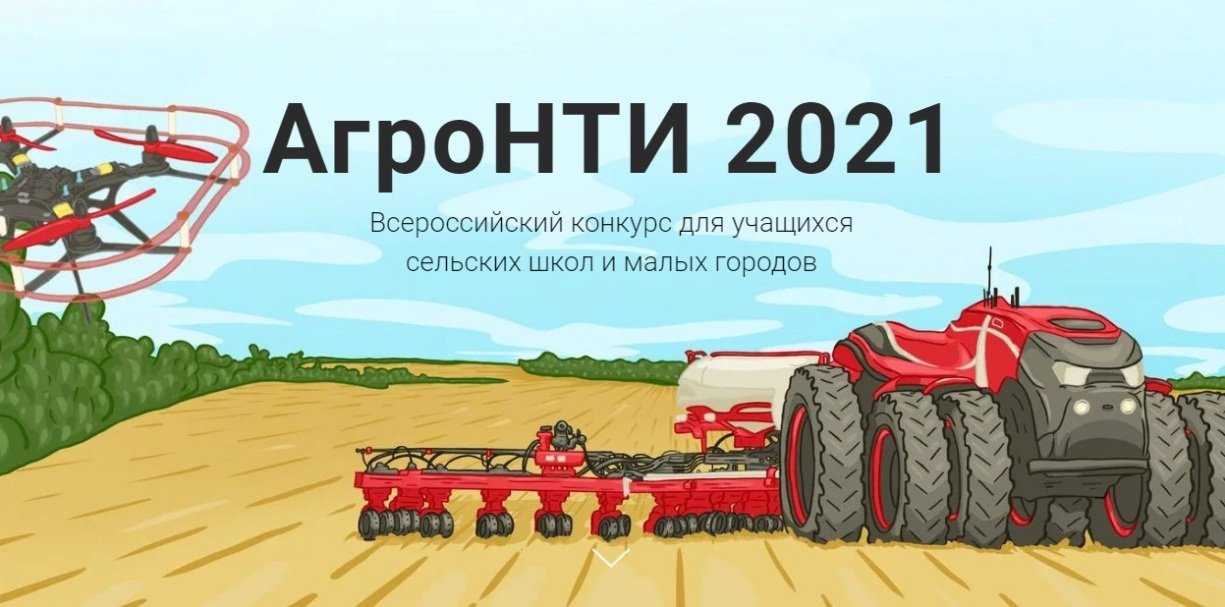 АгроНТИ 2021
Всероссийский конкурс для учащихся
сельских школ и малых городов